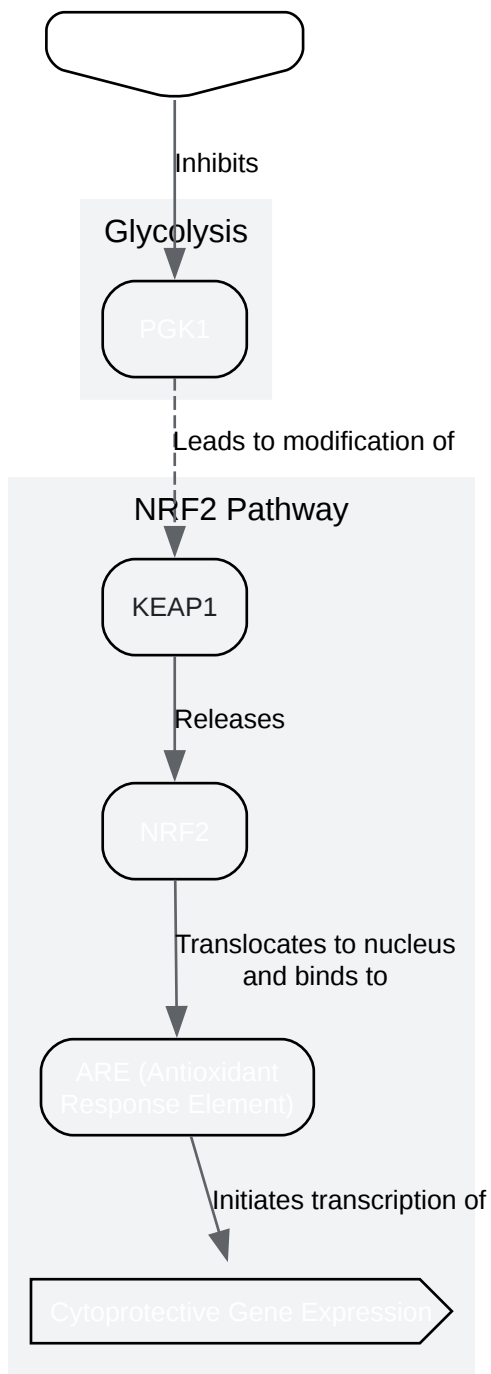 Inhibits
Glycolysis
PGK1
Leads to modification of
NRF2 Pathway
KEAP1
Releases
NRF2
Translocates to nucleus
and binds to
ARE (Antioxidant
Response Element)
Initiates transcription of
Cytoprotective Gene Expression